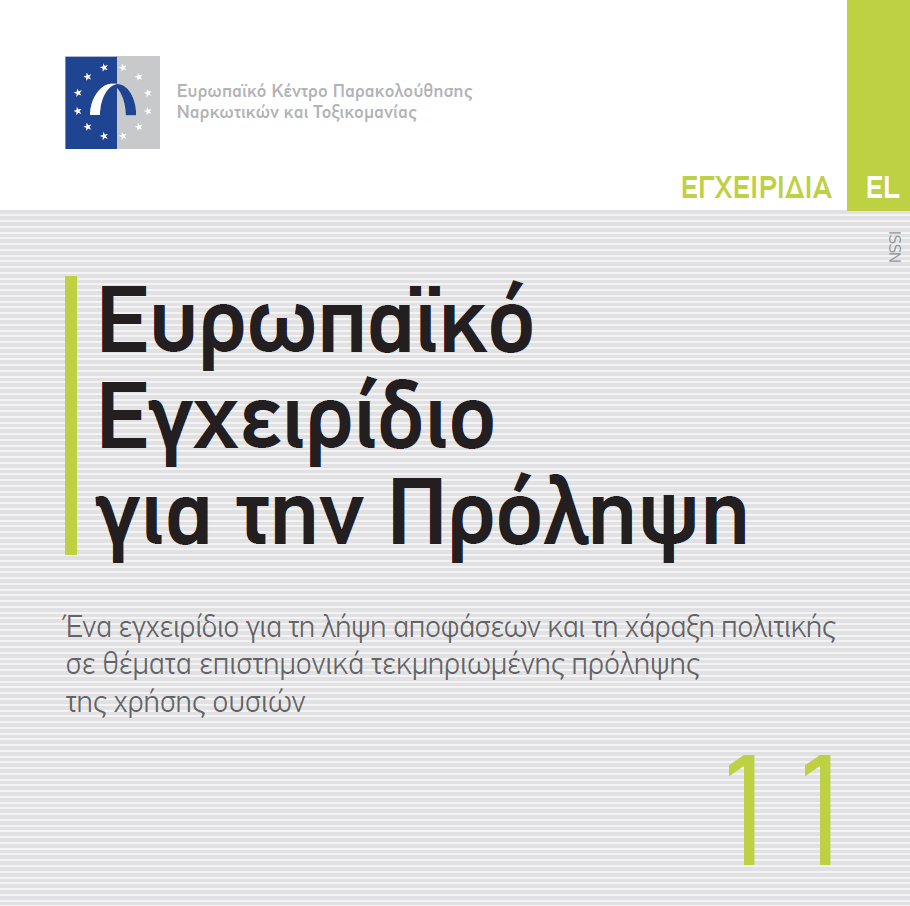 Ευρωπαϊκό Κέντρο Παρακολούθησης
Ναρκωτικών και Τοξικομανίας
ΕΓΧΕΙΡΙΔΙΑ
EL
ISSN
Ευρωπαϊκό
Εγχειρίδιο
για την Πρόληψη
Ένα εγχειρίδιο για τη λήψη αποφάσεων και τη χάραξη πολιτικής
σε θέματα επιστημονικά τεκμηριωμένης πρόληψης
της χρήσης ουσιών
11